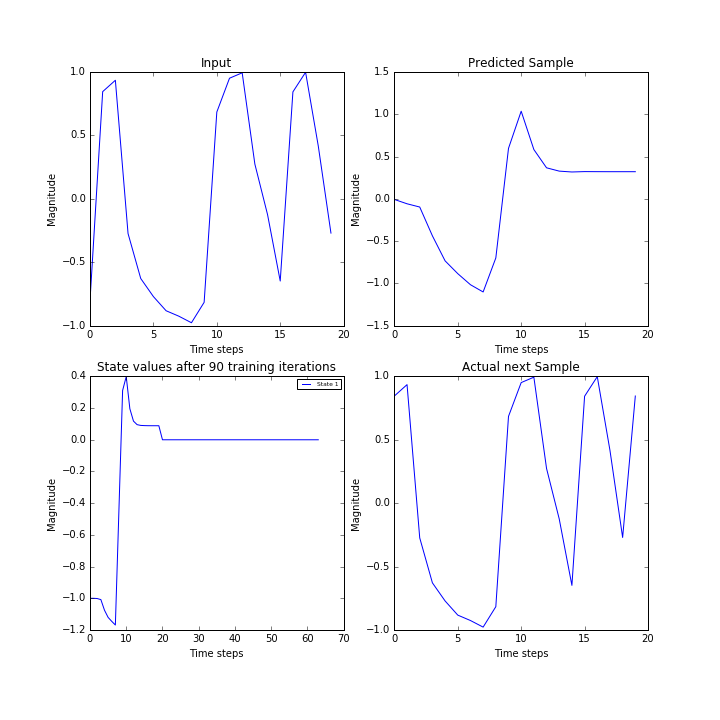 Input
1.0
0.5
0.0
−0.5
−1.0
Magnitude
0 5 10 15 20
Time steps
Predicted Sample
1.5
1.0
0.5
0.0
−0.5
−1.0
−1.5
Magnitude
0 5 10 15 20
Time steps
State values after 90 training iterations
0.4
0.2
0.0
−0.2
−0.4
−0.6
−0.8
−1.0
−1.2
Magnitude
State 1
0 10 20 30 40 50 60 70
Time steps
Actual next Sample
1.0
0.5
0.0
−0.5
−1.0
Magnitude
0 5 10 15 20
Time steps